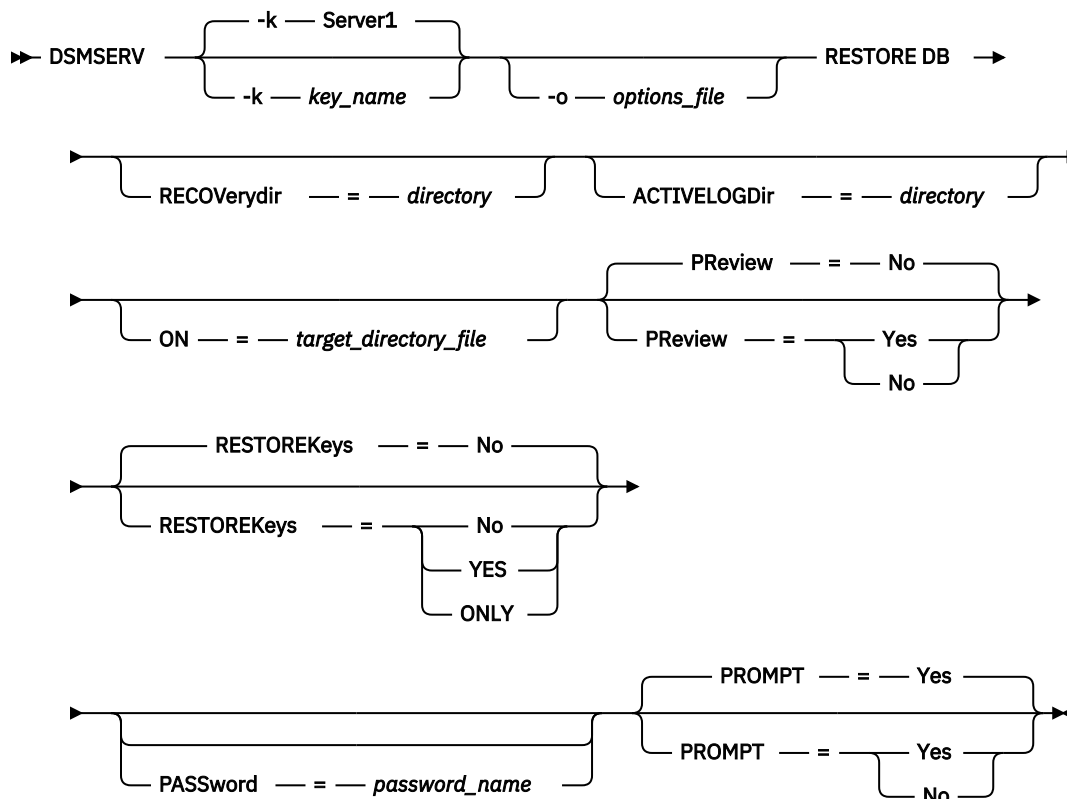 -k Server1
DSMSERV RESTORE DB
-k key_name -o options_file
RECOVerydir = directory ACTIVELOGDir = directory
PReview = No
ON = target_directory_file PReview = Yes
No
RESTOREKeys = No
RESTOREKeys = No
YES
ONLY
PROMPT = Yes
PROMPT = Yes
PASSword = password_name No